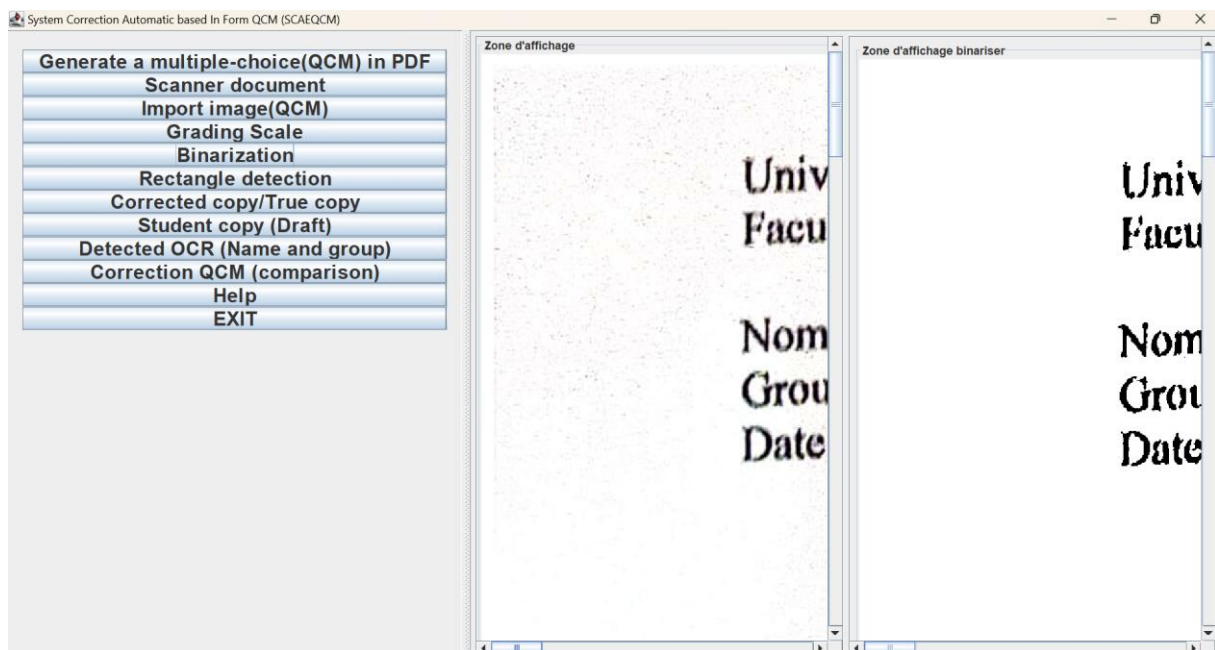 System Correction Automatic based In Form QCM (SCAEQCM)
Generate a multiple-choice(QCM) in PDF
Scanner document
Import image(QCM)
Grading Scale
Binarization
Rectangle detection
Corrected copy/True copy
Student copy (Draft)
Detected OCR (Name and group)
Correction QCM (comparison)
Help
EXIT
Zone d'affichage
Univ
Facu
Nom
Grou
Date
Zone d'affichage binariser
Univ
Facu
Nom
Grou
Date